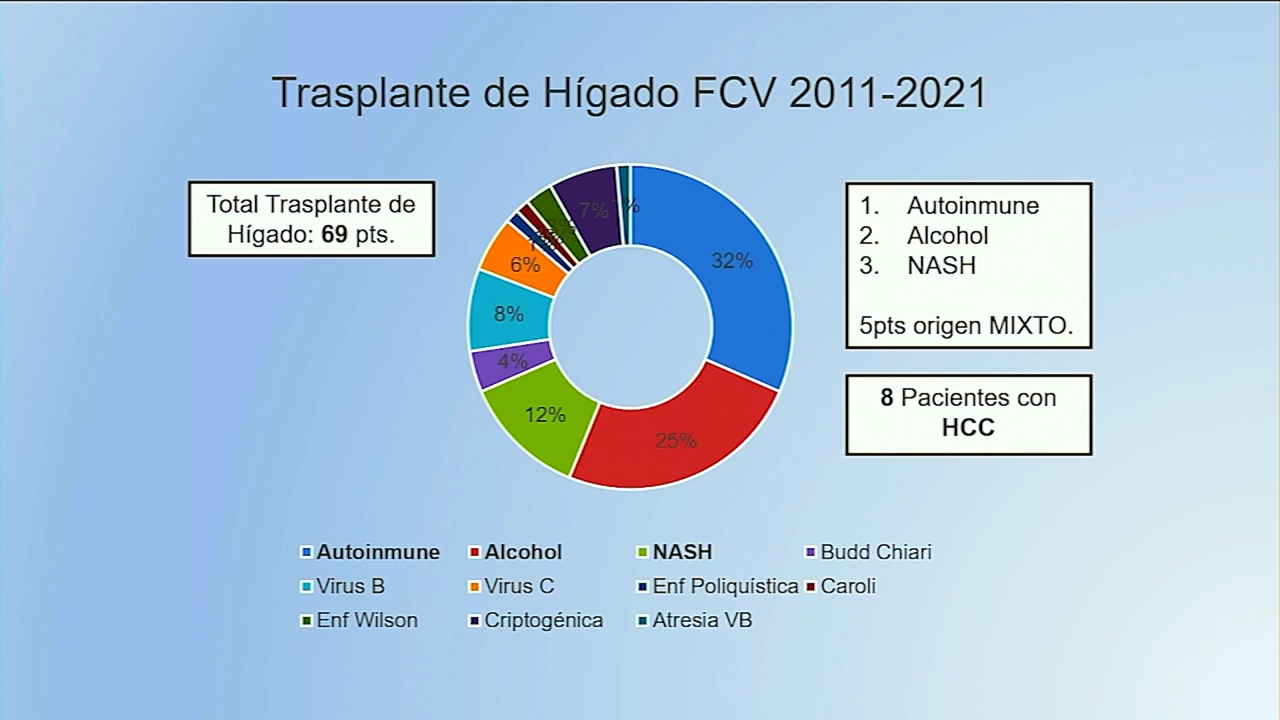 Trasplante de Hígado FCV 2011-2021
Total Trasplante de
Hígado: 69 pts.
1. Autoinmune
2. Alcohol
3. NASH
5pts origen MIXTO.
8 Pacientes con
HCC
32%
25%
12%
4%
8%
6%
7%
Autoinmune
Alcohol
NASH
Budd Chiari
Virus B
Virus C
Enf Poliquística
Caroli
Enf Wilson
Criptogénica
Atresia VB